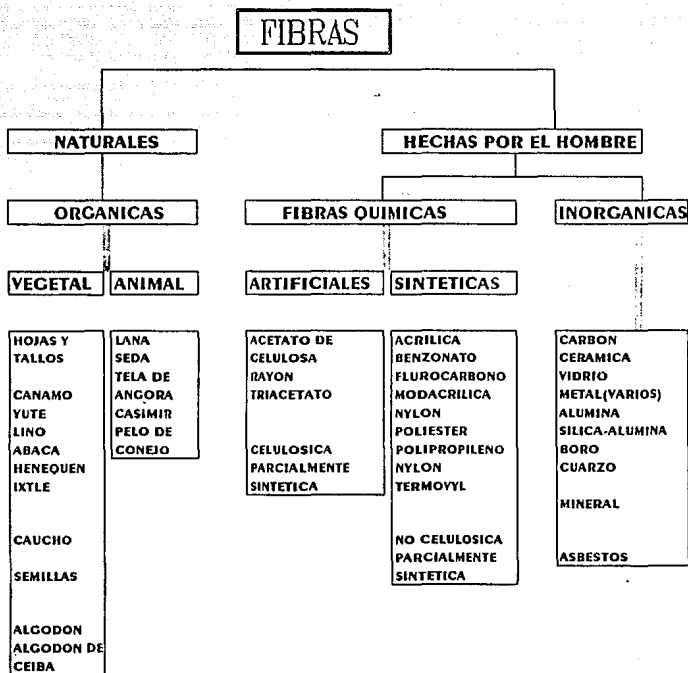 FIBRAS
NATURALES
HECHAS POR EL HOMBRE
ORGANICAS
FIBRAS QUIMICAS
INORGANICAS
VEGETAL
ANIMAL
ARTIFICIALES
SINTETICAS
HOJAS Y
TALLOS
CANAMO
YUTE
LINO
ABACA
HENEQUEN
IXTLE
CAUCHO
SEMILLAS
ALGODON
ALGODON DE
CEIBA
LANA
SEDA
TELA DE
ANGORA
CASIMIR
PELO DE
CONEJO
ACETATO DE
CELULOSA
RAYON
TRIACETATO
CELULOSICA
PARCIALMENTE
SINTETICA
ACRILICA
BENZONATO
FLUROCARBONO
MODACRILICA
NYLON
POLIESTER
POLIPROPILENO
NYLON
TERMOVYL
NO CELULOSICA
PARCIALMENTE
SINTETICA
CARBON
CERAMICA
VIDRIO
METAL(VARIOS)
ALUMINA
SILICA-ALUMINA
BORO
CUARZO
MINERAL
ASBESTOS